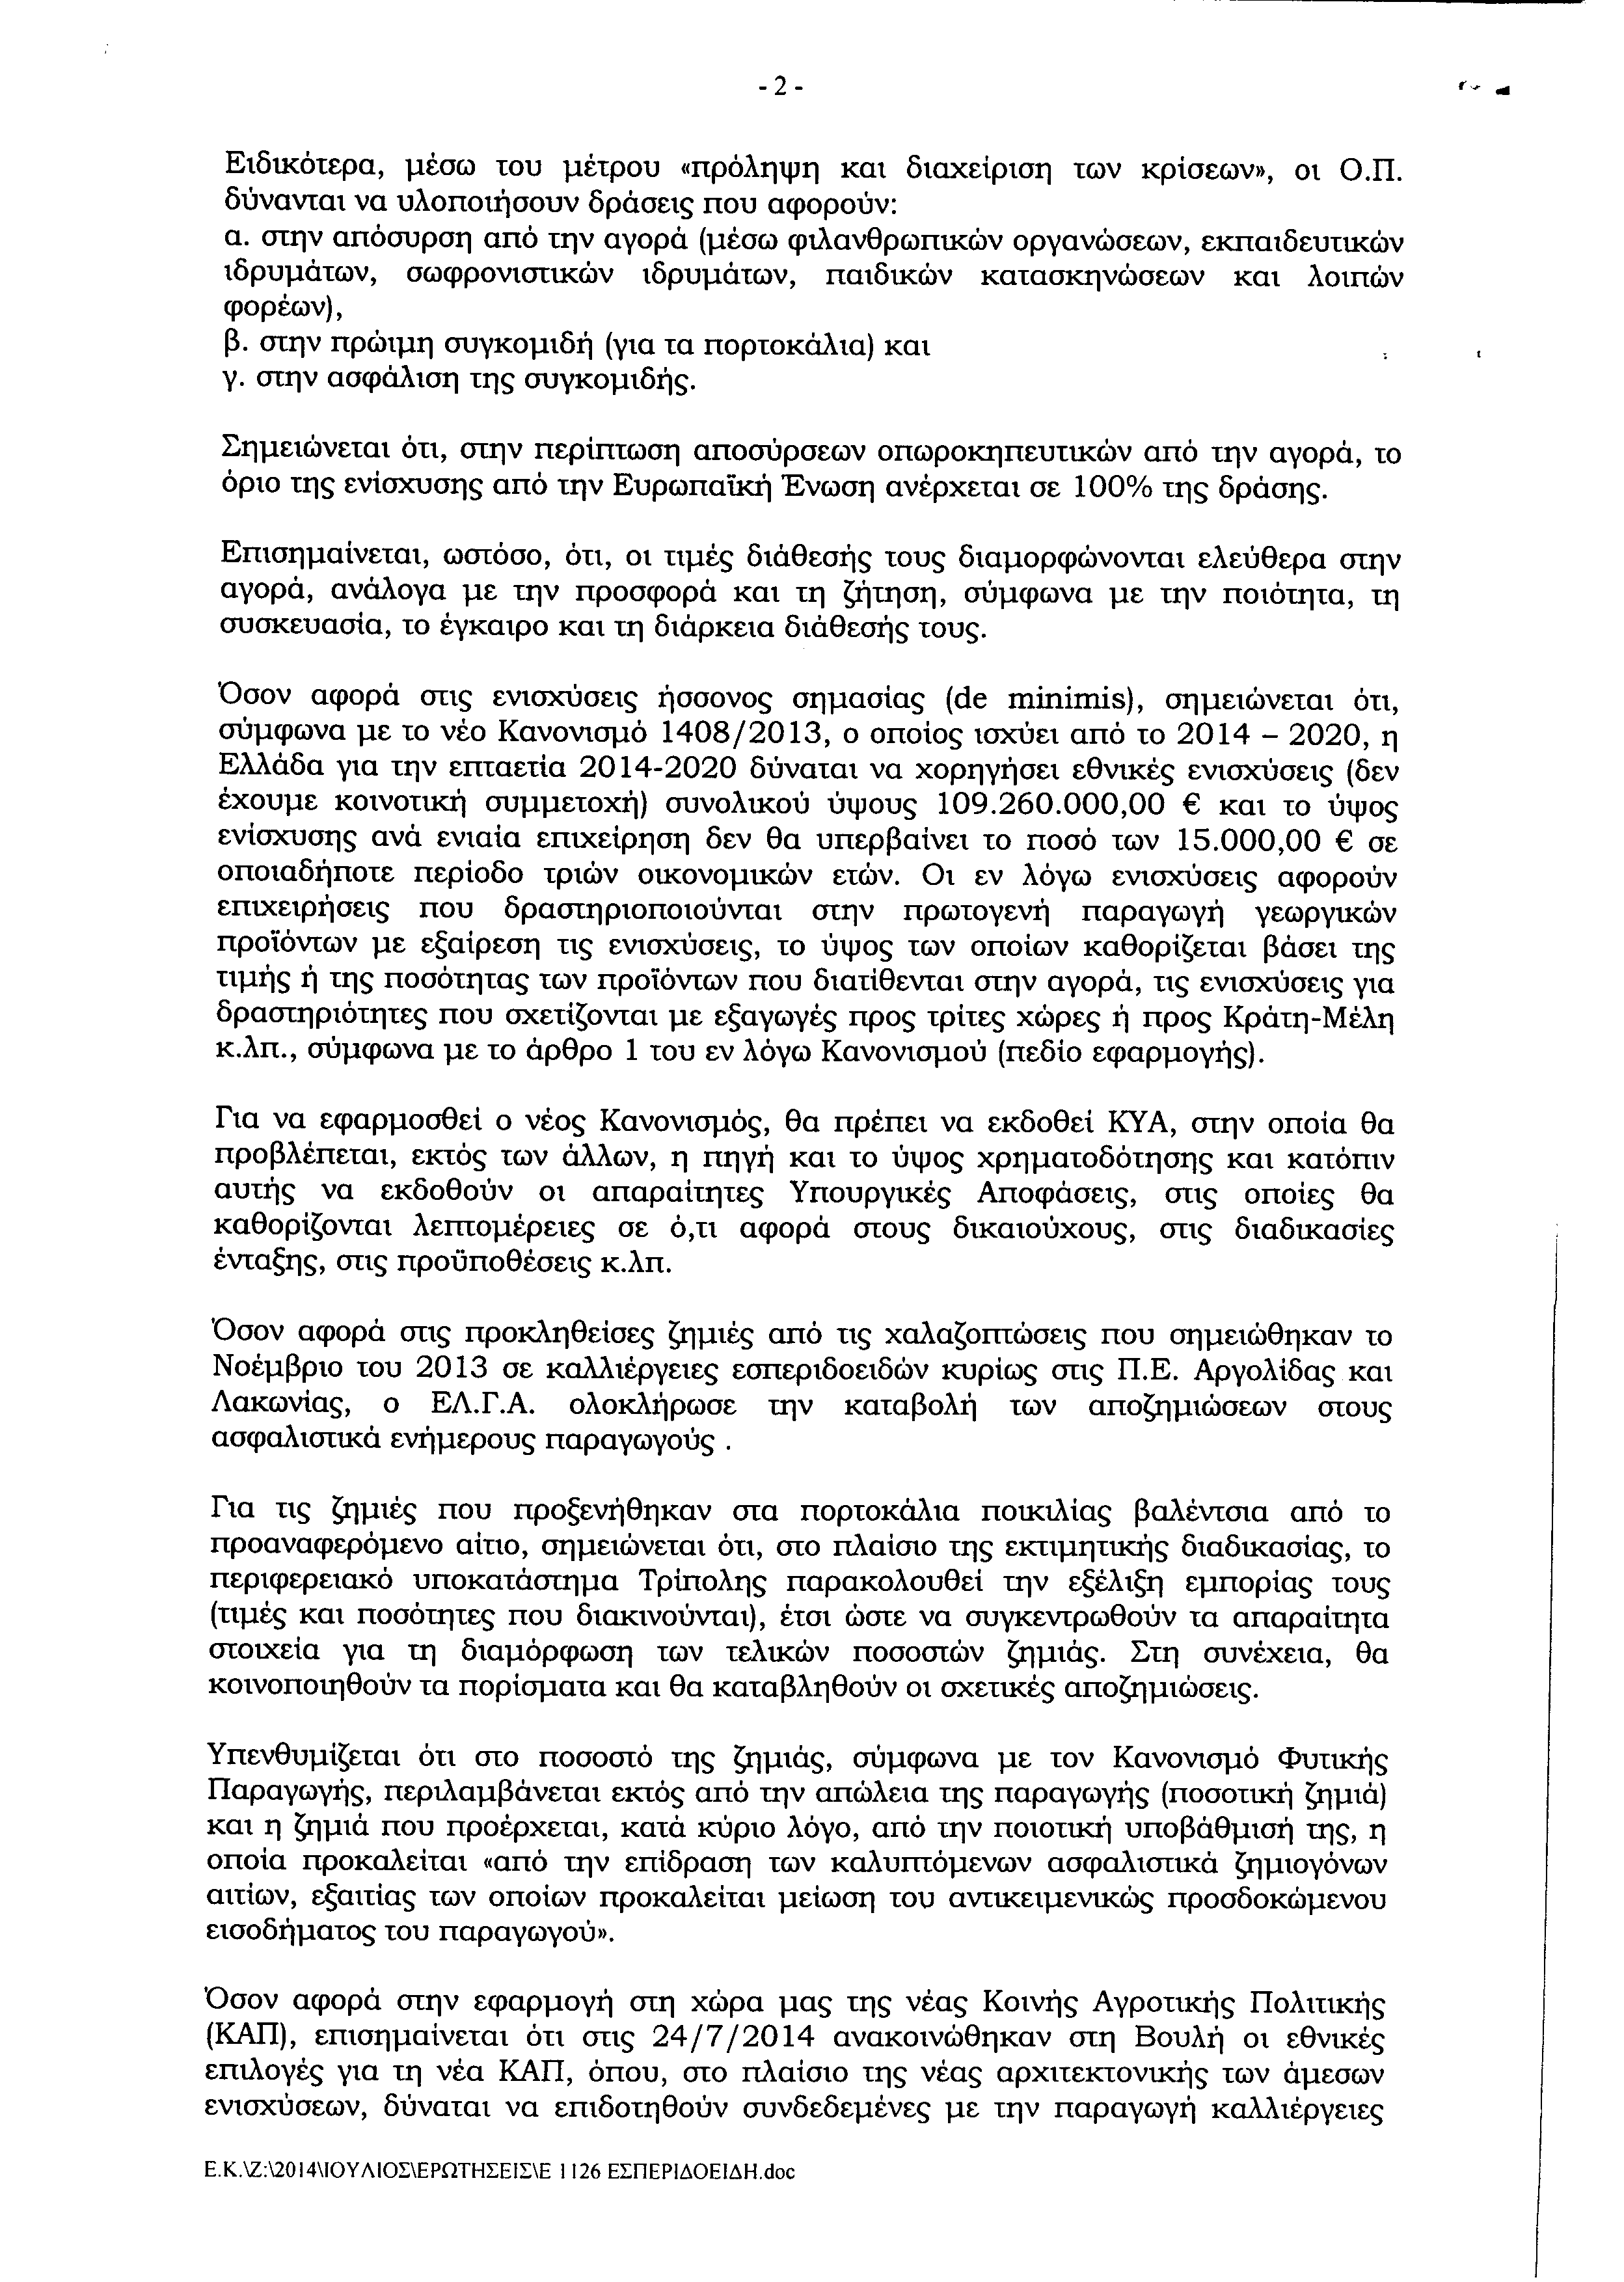 - 2 -
Ειδικότερα, μέσω του μέτρου «πρόληψη και διαχείριση των κρίσεων», οι Ο.Π.
δύνανται να υλοποιήσουν δράσεις που αφορούν:
α. στην απόσυρση από την αγορά (μέσω φιλανθρωπικών οργανώσεων, εκπαιδευτικών
ιδρυμάτων, σωφρονιστικών ιδρυμάτων, παιδικών κατασκηνώσεων και λοιπών
φορέων),
β. στην πρώιμη συγκομιδή (για τα πορτοκάλια) και
γ. στην ασφάλιση της συγκομιδής.
Σημειώνεται ότι, στην περίπτωση αποσύρσεων οπωροκηπευτικών από την αγορά, το
όριο της ενίσχυσης από την Ευρωπαϊκή Ένωση ανέρχεται σε 100% της δράσης.
Επισημαίνεται, ωστόσο, ότι, οι τιμές διάθεσής τους διαμορφώνονται ελεύθερα στην
αγορά, ανάλογα με την προσφορά και τη ζήτηση, σύμφωνα με την ποιότητα, τη
συσκευασία, το έγκαιρο και τη διάρκεια διάθεσής τους.
Όσον αφορά στις ενισχύσεις ήσσονος σημασίας (de minimis), σημειώνεται ότι,
σύμφωνα με το νέο Κανονισμό 1408/2013, ο οποίος ισχύει από το 2014 – 2020, η
Ελλάδα για την επταετία 2014-2020 δύναται να χορηγήσει εθνικές ενισχύσεις (δεν
έχουμε κοινοτική συμμετοχή) συνολικού ύψους 109.260.000,00 € και το ύψος
ενίσχυσης ανά ενιαία επιχείρηση δεν θα υπερβαίνει το ποσό των 15.000,00 € σε
οποιαδήποτε περίοδο τριών οικονομικών ετών. Οι εν λόγω ενισχύσεις αφορούν
επιχειρήσεις που δραστηριοποιούνται στην πρωτογενή παραγωγή γεωργικών
προϊόντων με εξαίρεση τις ενισχύσεις, το ύψος των οποίων καθορίζεται βάσει της
τιμής ή της ποσότητας των προϊόντων που διατίθενται στην αγορά, τις ενισχύσεις για
δραστηριότητες που σχετίζονται με εξαγωγές προς τρίτες χώρες ή προς Κράτη-Μέλη
κ.λπ., σύμφωνα με το άρθρο 1 του εν λόγω Κανονισμού (πεδίο εφαρμογής).
Για να εφαρμοσθεί ο νέος Κανονισμός, θα πρέπει να εκδοθεί ΚΥΑ, στην οποία θα
προβλέπεται, εκτός των άλλων, η πηγή και το ύψος χρηματοδότησης και κατόπιν
αυτής να εκδοθούν οι απαραίτητες Υπουργικές Αποφάσεις, στις οποίες θα
καθορίζονται λεπτομέρειες σε ό,τι αφορά στους δικαιούχους, στις διαδικασίες
ένταξης, στις προϋποθέσεις κ.λπ.
Όσον αφορά στις προκληθείσες ζημιές από τις χαλαζοπτώσεις που σημειώθηκαν το
Νοέμβριο του 2013 σε καλλιέργειες εσπεριδοειδών κυρίως στις Π.Ε. Αργολίδας και
Λακωνίας, ο ΕΛ.Γ.Α. ολοκλήρωσε την καταβολή των αποζημιώσεων στους
ασφαλιστικά ενήμερους παραγωγούς .
Για τις ζημιές που προξενήθηκαν στα πορτοκάλια ποικιλίας βαλέντσια από το
προαναφερόμενο αίτιο, σημειώνεται ότι, στο πλαίσιο της εκτιμητικής διαδικασίας, το
περιφερειακό υποκατάστημα Τρίπολης παρακολουθεί την εξέλιξη εμπορίας τους
(τιμές και ποσότητες που διακινούνται), έτσι ώστε να συγκεντρωθούν τα απαραίτητα
στοιχεία για τη διαμόρφωση των τελικών ποσοστών ζημιάς. Στη συνέχεια, θα
κοινοποιηθούν τα πορίσματα και θα καταβληθούν οι σχετικές αποζημιώσεις.
Υπενθυμίζεται ότι στο ποσοστό της ζημιάς, σύμφωνα με τον Κανονισμό Φυτικής
Παραγωγής, περιλαμβάνεται εκτός από την απώλεια της παραγωγής (ποσοτική ζημιά)
και η ζημιά που προέρχεται, κατά κύριο λόγο, από την ποιοτική υποβάθμισή της, η
οποία προκαλείται «από την επίδραση των καλυπτόμενων ασφαλιστικά ζημιογόνων
αιτίων, εξαιτίας των οποίων προκαλείται μείωση του αντικειμενικώς προσδοκώμενου
εισοδήματος του παραγωγού».
Όσον αφορά στην εφαρμογή στη χώρα μας της νέας Κοινής Αγροτικής Πολιτικής
(ΚΑΠ), επισημαίνεται ότι στις 24/7/2014 ανακοινώθηκαν στη Βουλή οι εθνικές
επιλογές για τη νέα ΚΑΠ, όπου, στο πλαίσιο της νέας αρχιτεκτονικής των άμεσων
ενισχύσεων, δύναται να επιδοτηθούν συνδεδεμένες με την παραγωγή καλλιέργειες
Ε.Κ.\Ζ:\2014\ΙΟΥΛΙΟΣ\ΕΡΩΤΗΣΕΙΣ\Ε 1126 ΕΣΠΕΡΙΔΟΕΙΔΗ.doc